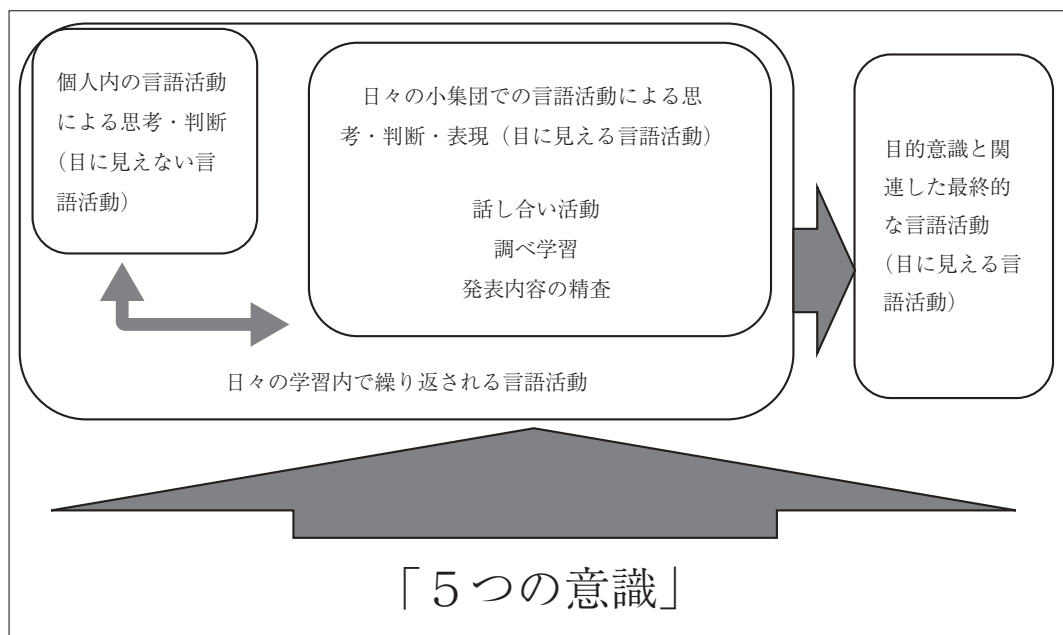 個人内の言語活動
による思考・判断
（目に見えない言
語活動）
日々の小集団での言語活動による思
考・判断・表現（目に見える言語活動）
話し合い活動
調べ学習
発表内容の精査
日々の学習内で繰り返される言語活動
目的意識と関
連した最終的
な言語活動
（目に見える言
語活動）
「５つの意識」